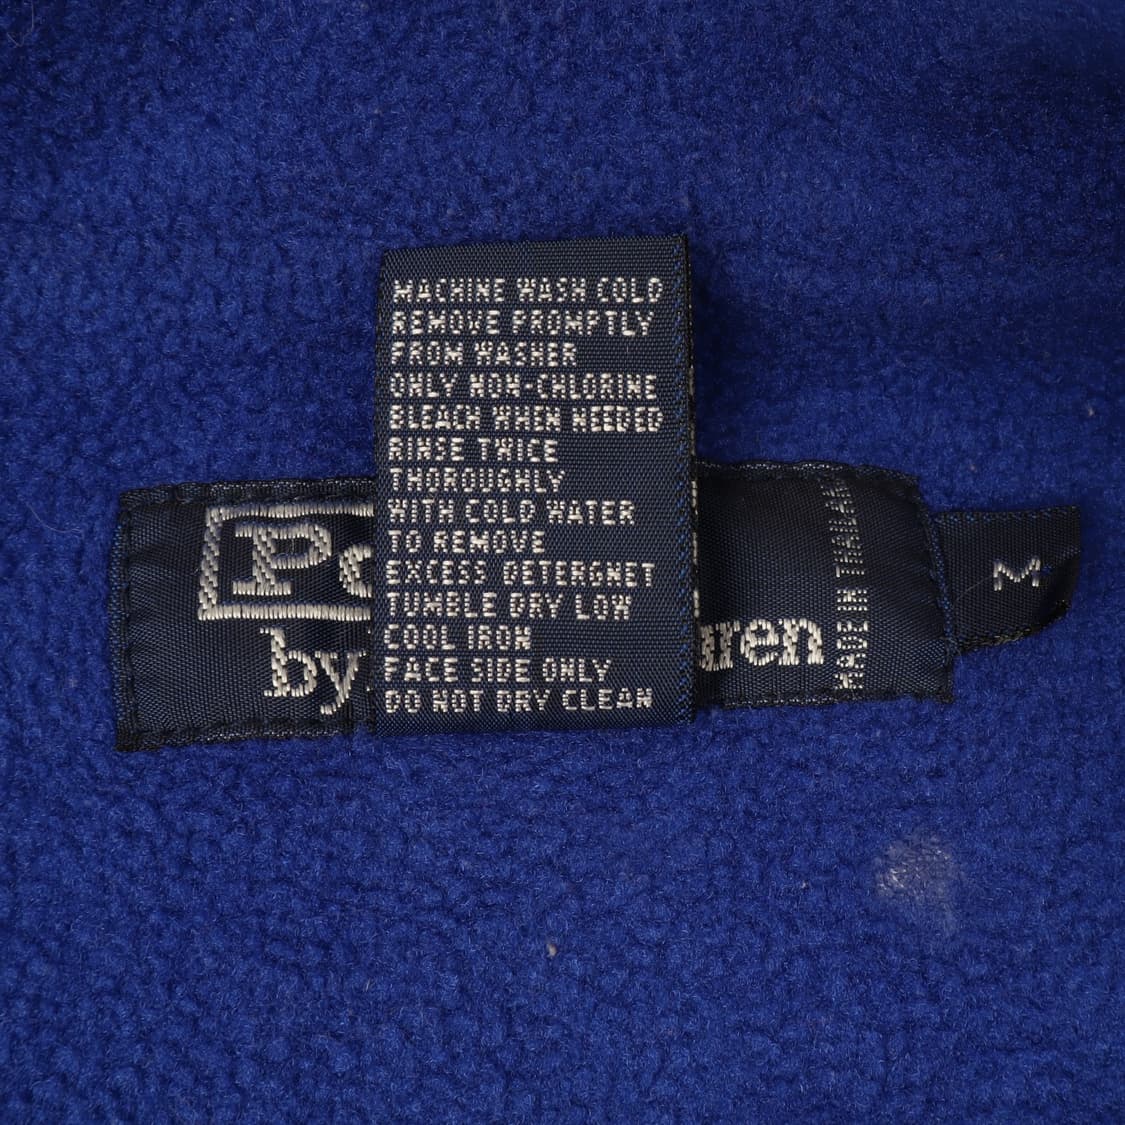 MACHINE WASH COLD
REMOVE PROMPTLY
FROM WASHER
ONLY NON-CHLORINE
BLEACH WHEN NEEDED
RINSE TWICE
THOROUGHLY
WITH COLD WATER
TO REMOVE
EXCESS DETERGNET
TUMBLE DRY LOW
COOL IRON
FACE SIDE ONLY
DO NOT DRY CLEAN
Po
by
uren
MADE IN THAILAND
M